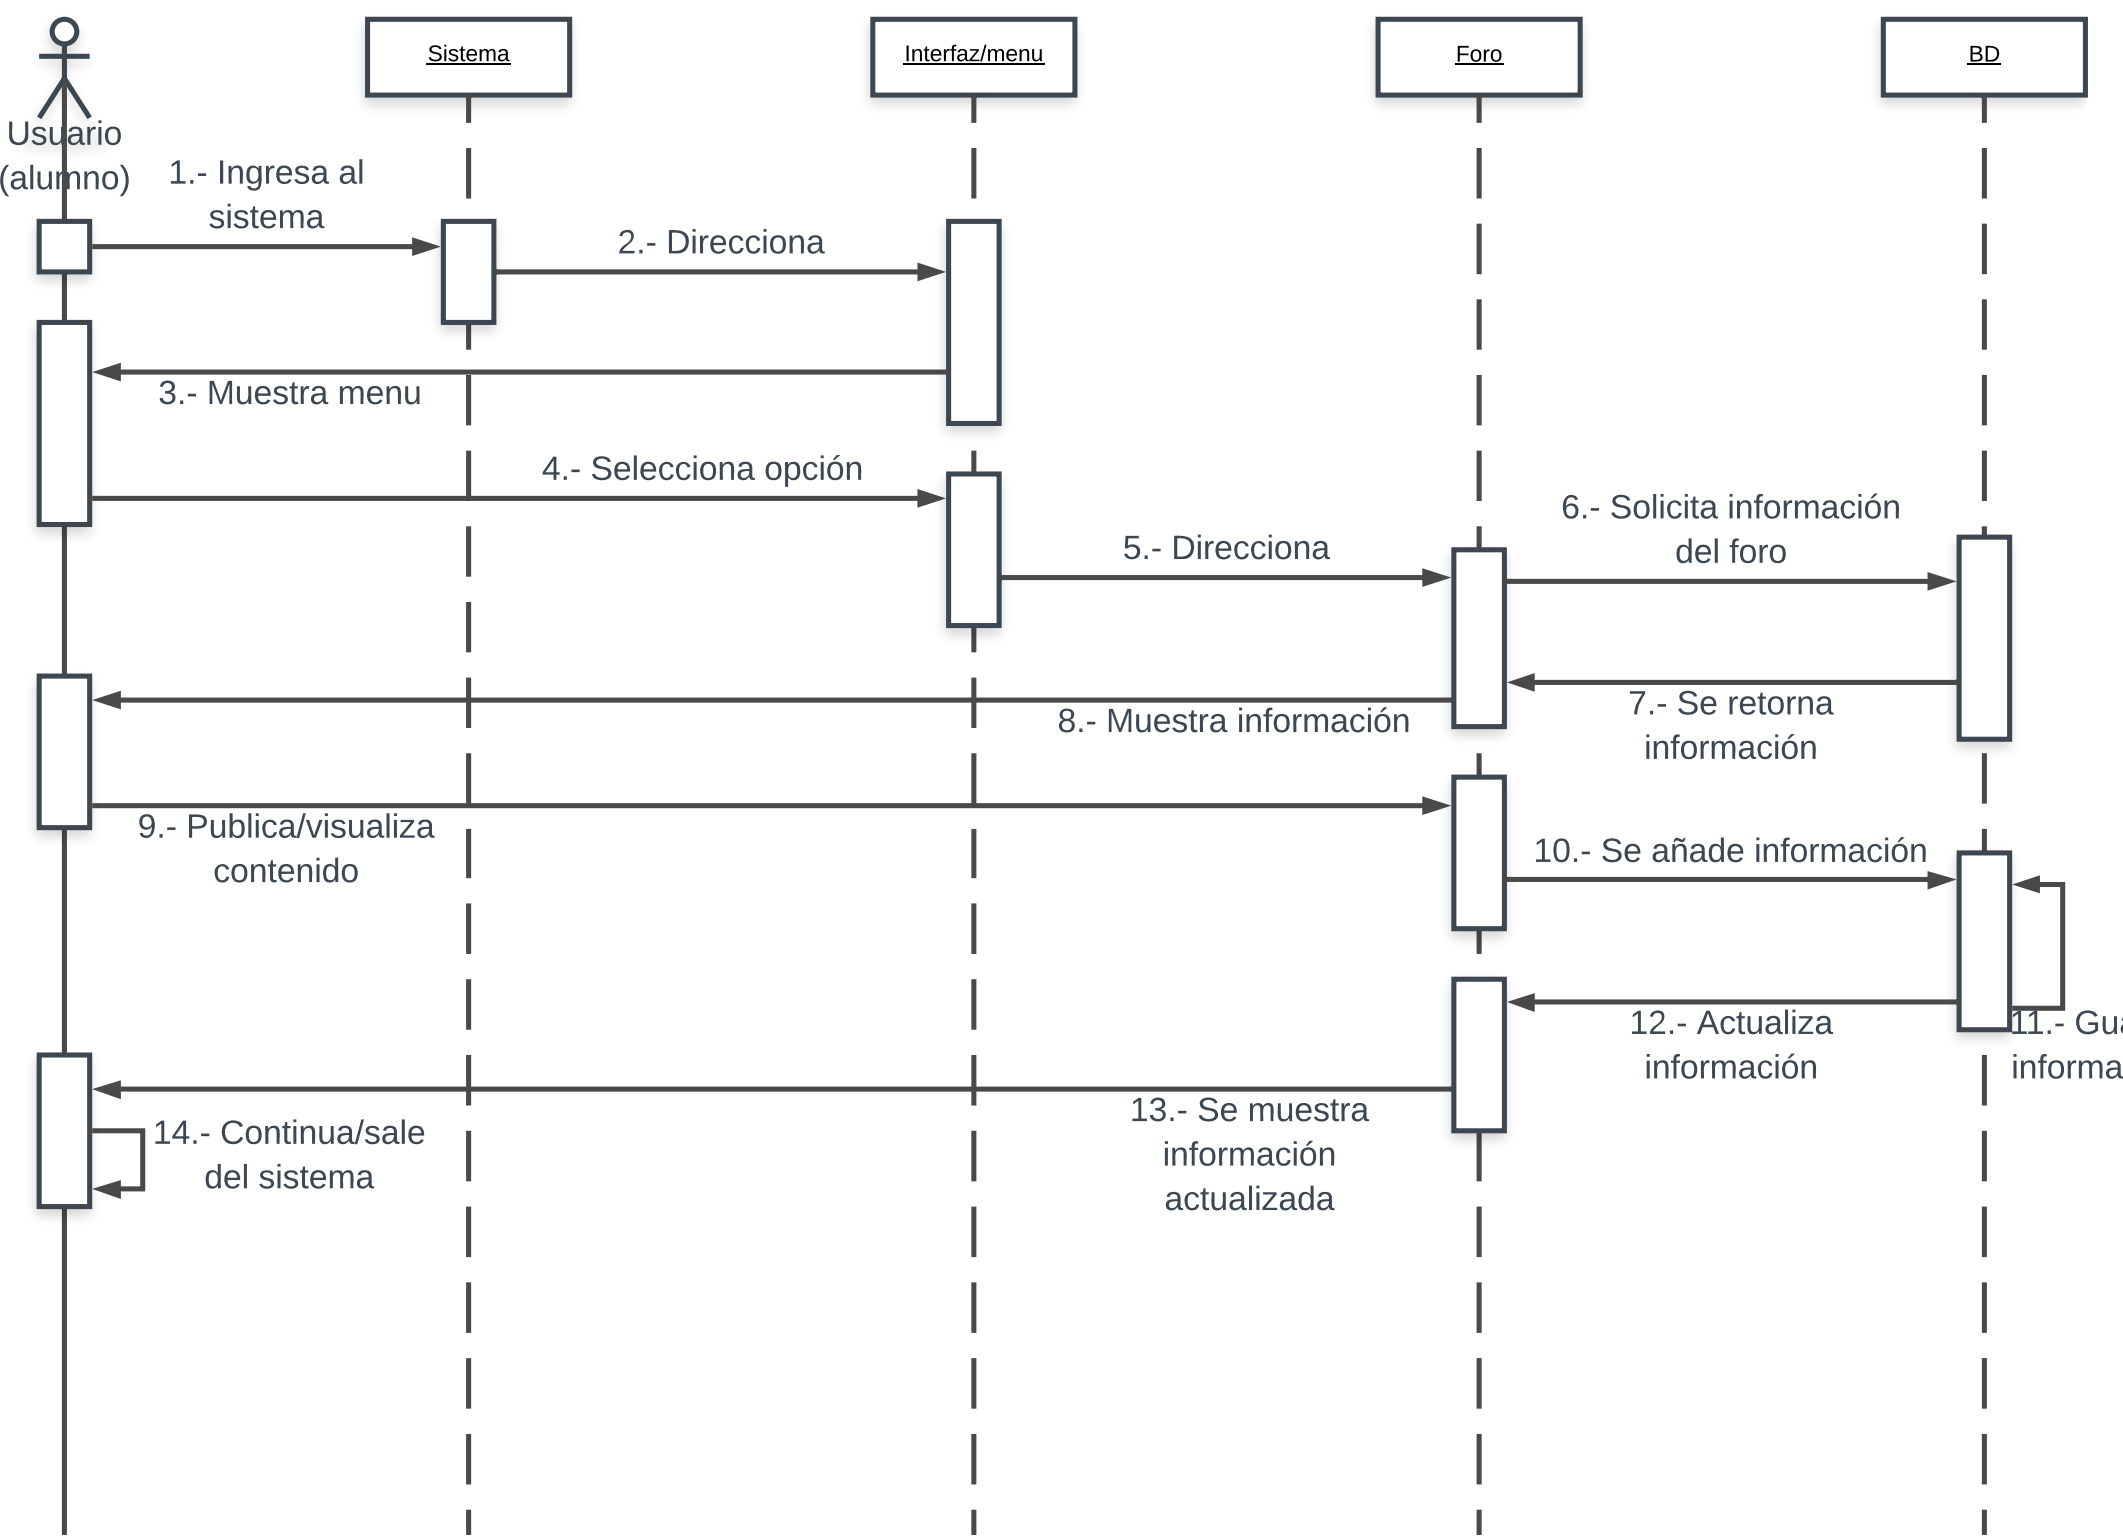 Sistema
Interfaz/menu
Foro
BD
Usuario
(alumno)
1.- Ingresa al
sistema
2.- Direcciona
3.- Muestra menu
4.- Selecciona opción
5.- Direcciona
6.- Solicita información
del foro
7.- Se retorna
información
8.- Muestra información
9.- Publica/visualiza
contenido
10.- Se añade información
11.-
12.- Actualiza
información
13.- Se muestra
información
actualizada
14.- Continua/sale
del sistema